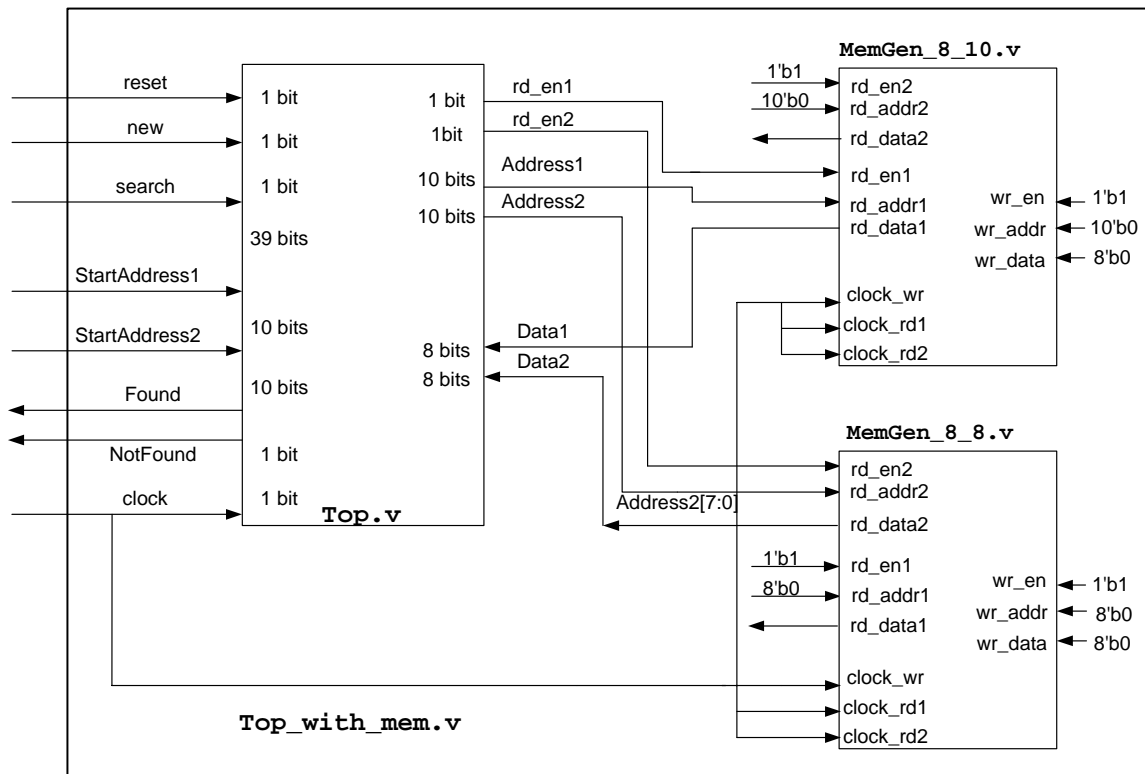 reset
new
search
StartAddress1
StartAddress2
Found
NotFound
clock
1 bit
1 bit
1 bit
39 bits
10 bits
10 bits
1 bit
1 bit
1 bit
1bit
10 bits
10 bits
8 bits
8 bits
Top.v
rd_en1
rd_en2
Address1
Address2
Data1
Data2
Address2[7:0]
MemGen_8_10.v
1'b1
10'b0
rd_en2
rd_addr2
rd_data2
rd_en1
rd_addr1
rd_data1
wr_en
1'b1
wr_addr
10'b0
wr_data
8'b0
clock_wr
clock_rd1
clock_rd2
MemGen_8_8.v
rd_en2
rd_addr2
rd_data2
1'b1
8'b0
rd_en1
rd_addr1
rd_data1
wr_en
1'b1
wr_addr
8'b0
wr_data
8'b0
clock_wr
clock_rd1
clock_rd2
Top_with_mem.v